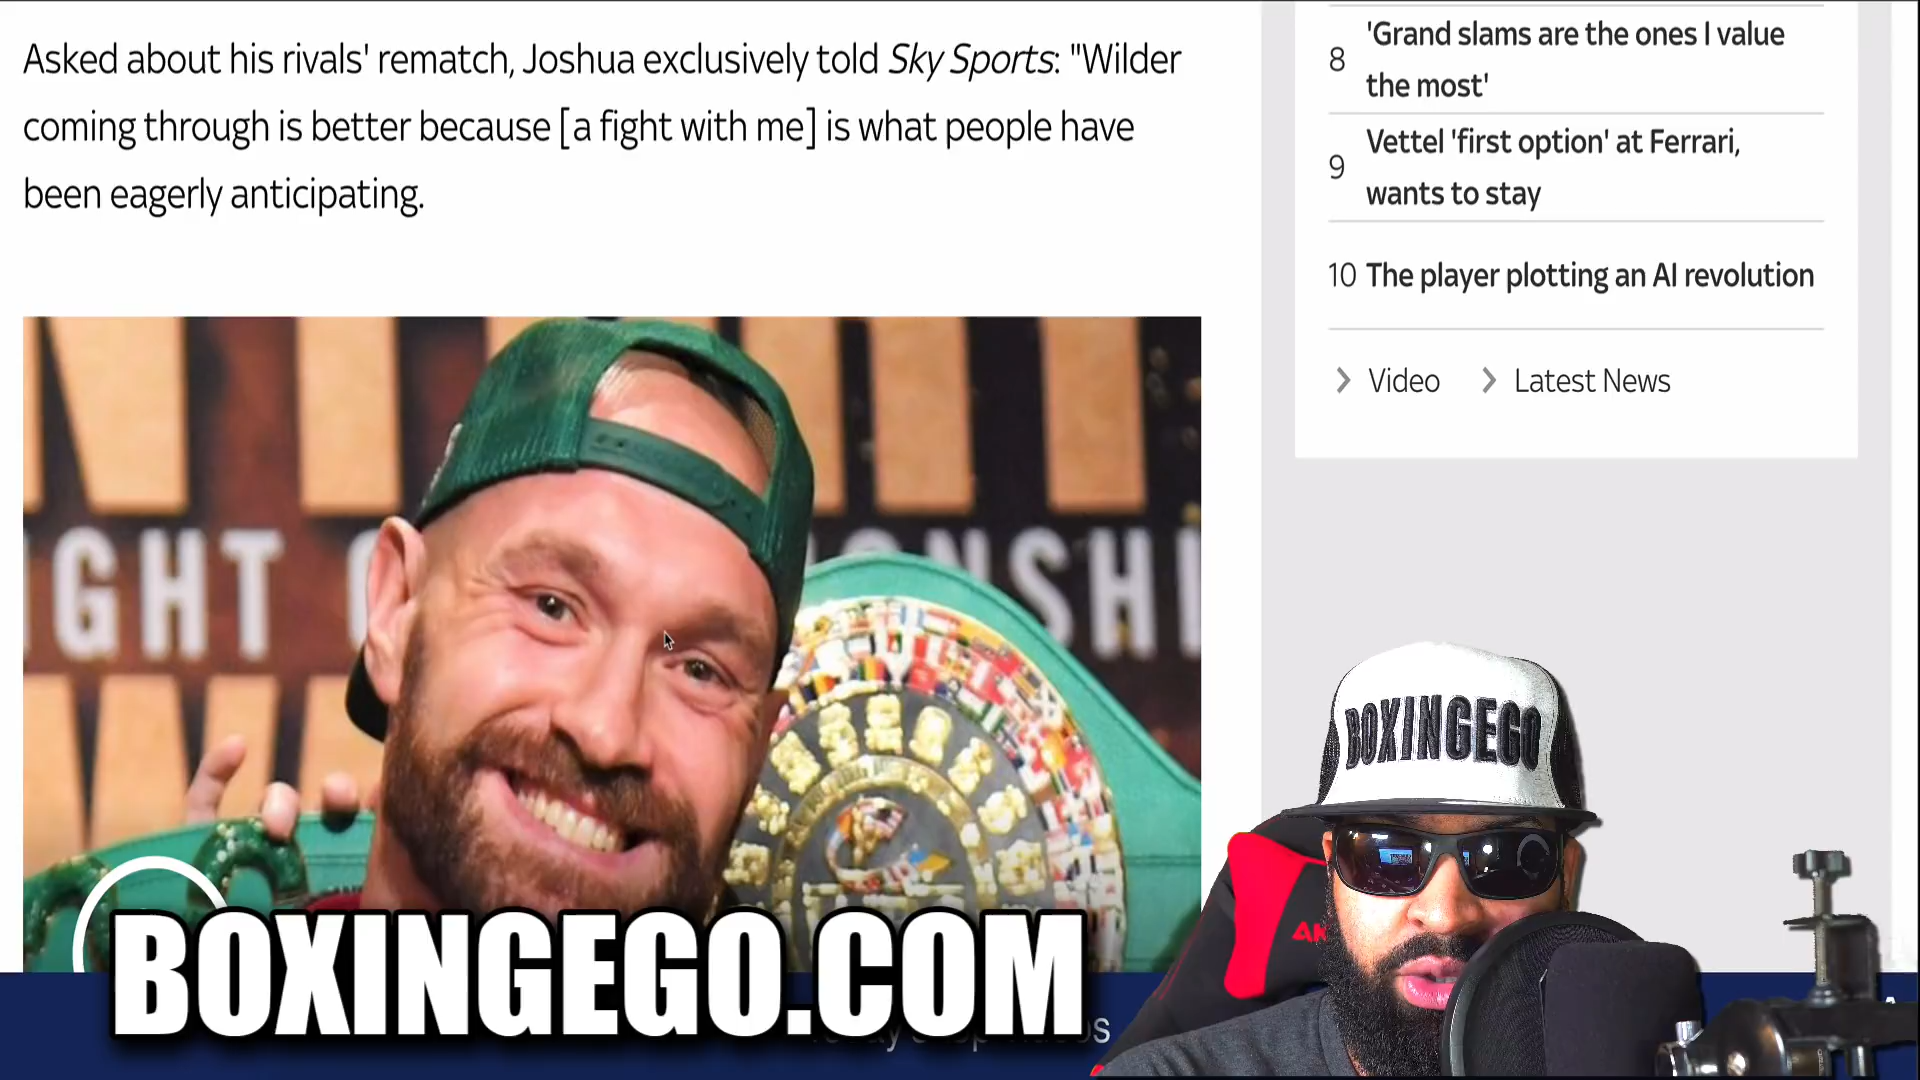 Asked about his rivals' rematch, Joshua exclusively told Sky Sports: "Wilder
coming through is better because [a fight with me] is what people have
been eagerly anticipating.
8 'Grand slams are the ones I value
the most'
9 Vettel 'first option' at Ferrari,
wants to stay
10 The player plotting an AI revolution
Video Latest News
BOXINGEGO
BOXINGEGO.COM